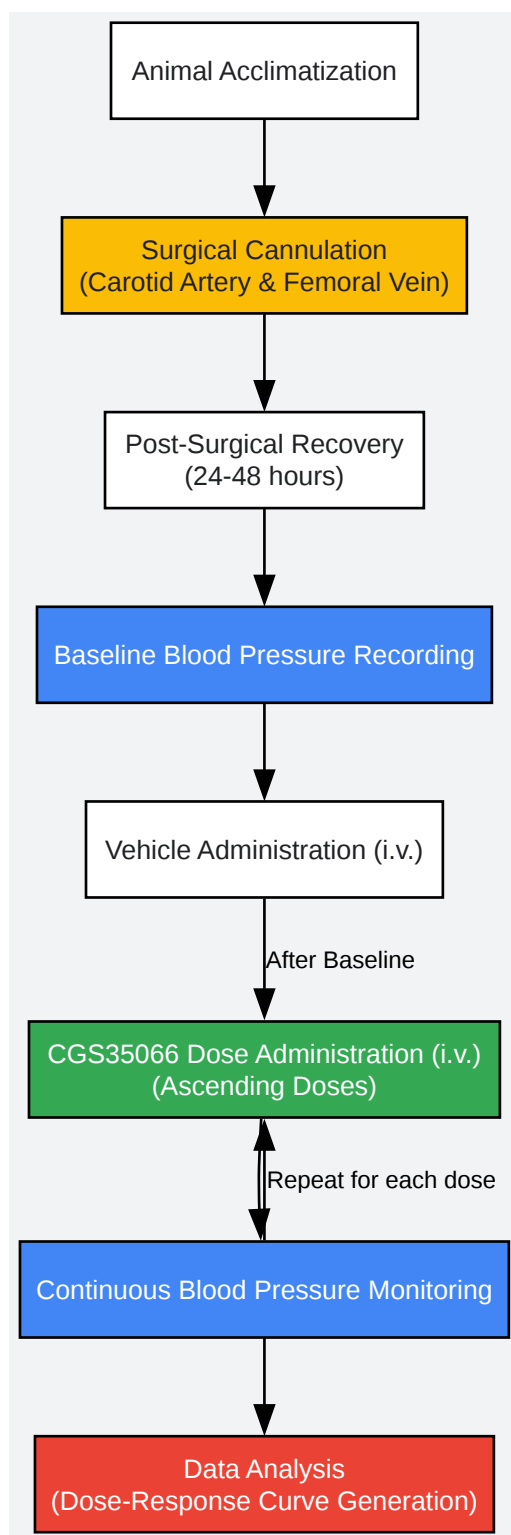 Animal Acclimatization
Surgical Cannulation
(Carotid Artery & Femoral Vein)
Post-Surgical Recovery
(24-48 hours)
Baseline Blood Pressure Recording
Vehicle Administration (i.v.)
After Baseline
CGS35066 Dose Administration (i.v.)
(Ascending Doses)
Repeat for each dose
Continuous Blood Pressure Monitoring
Data Analysis
(Dose-Response Curve Generation)